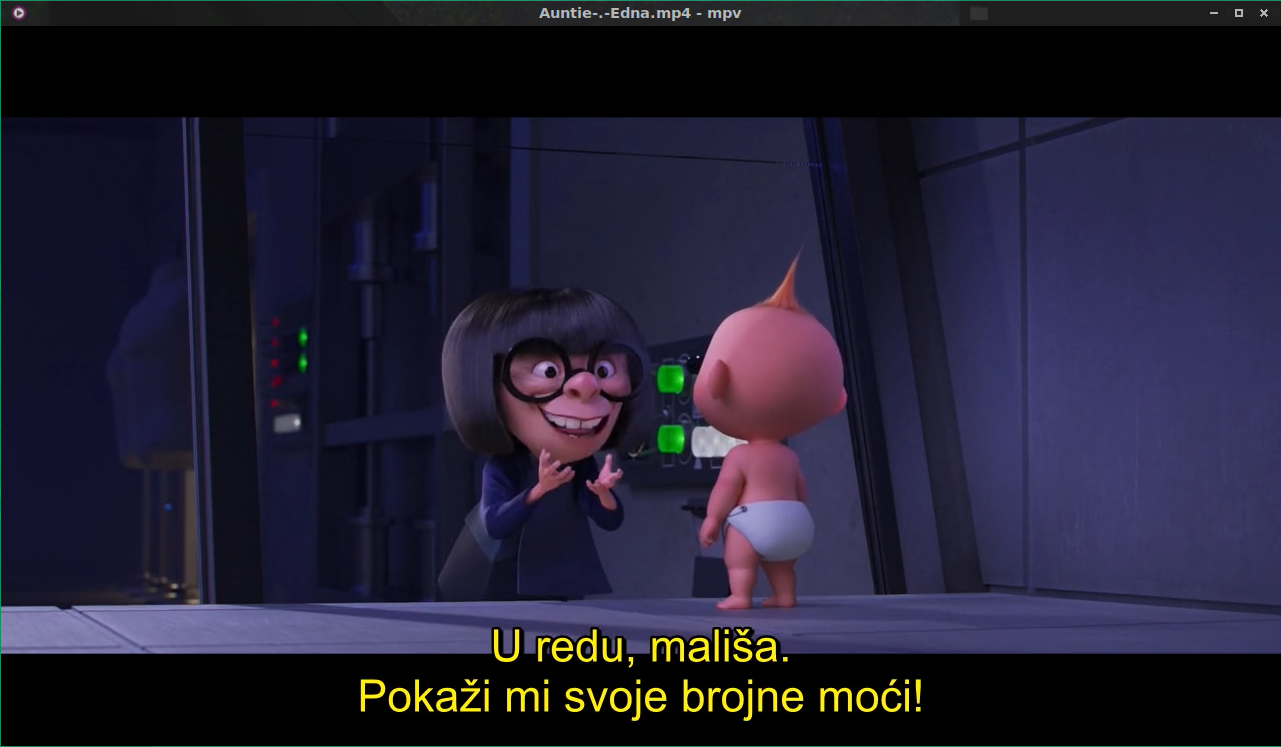 Auntie-.-Edna.mp4 - mpv
U redu, mališa.
Pokaži mi svoje brojne moći!